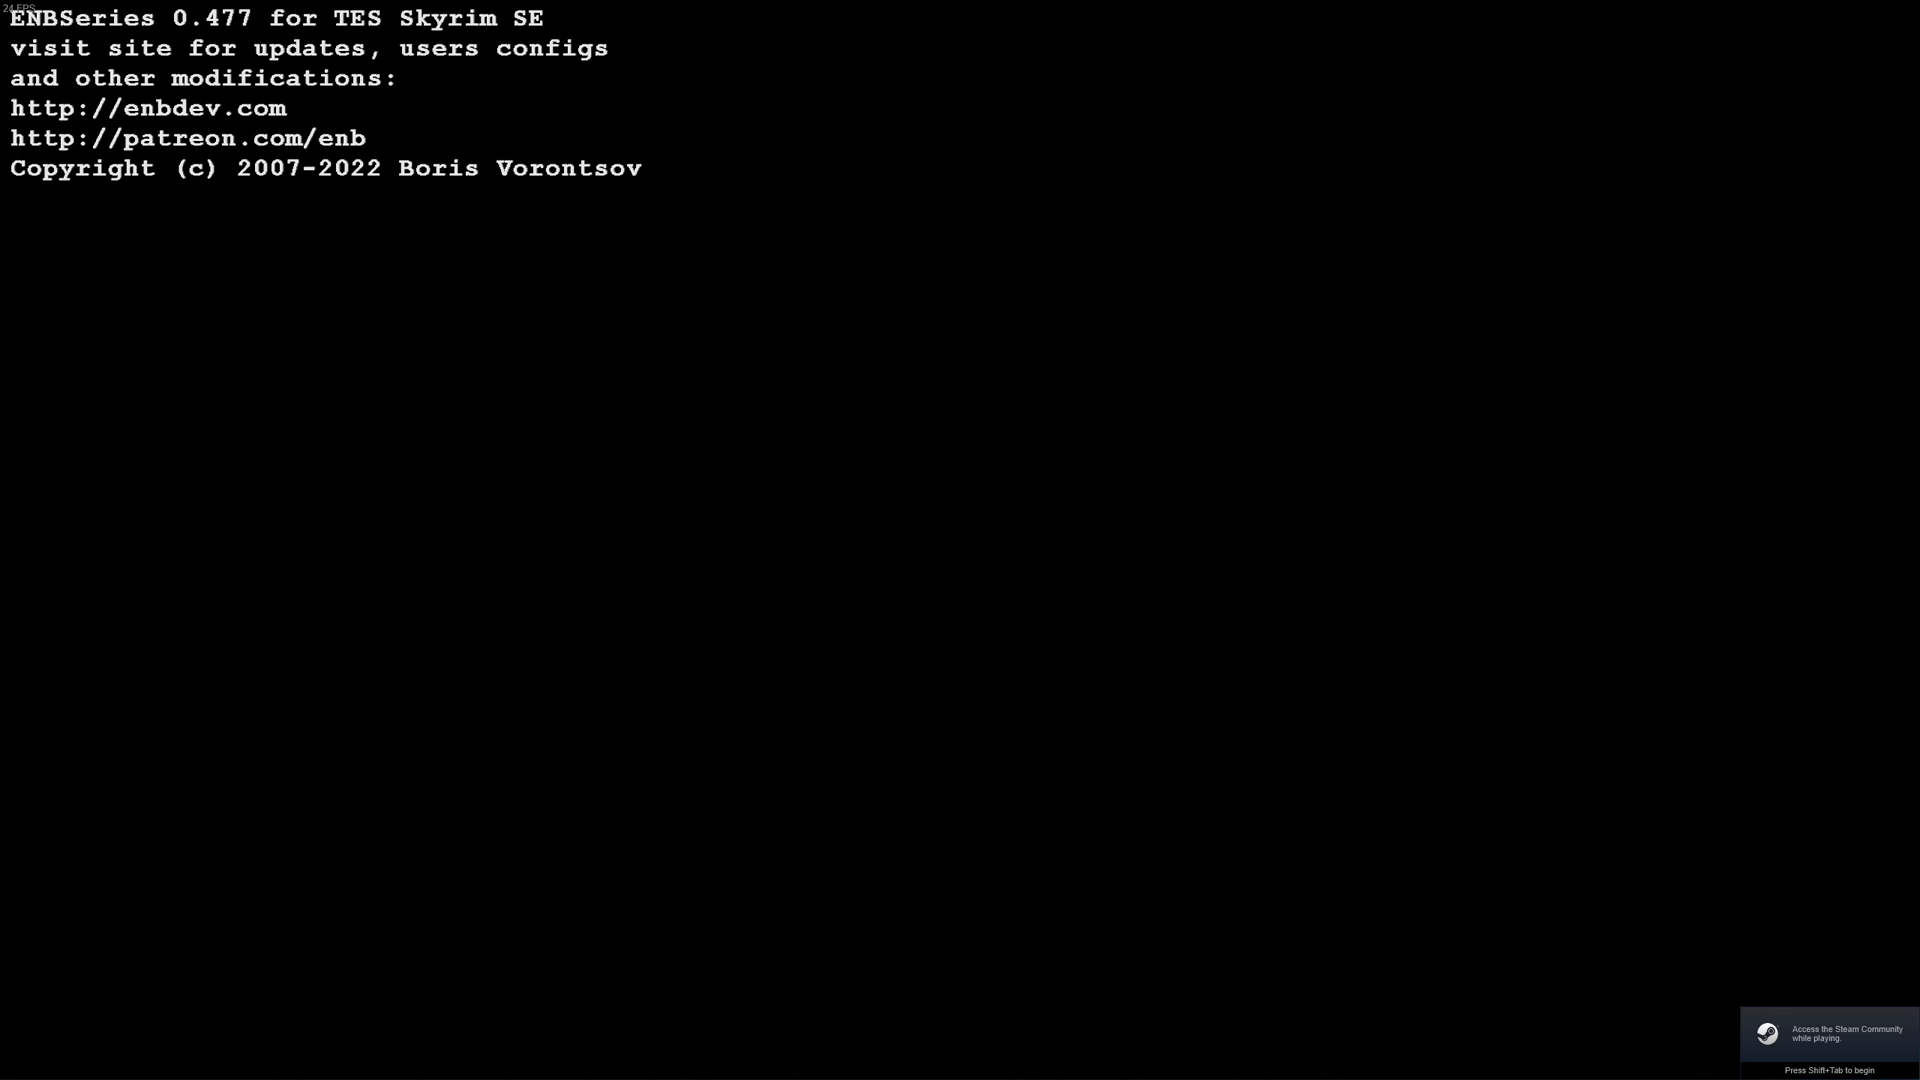 24 FPS
ENBSeries 0.477 for TES Skyrim SE
visit site for updates, users configs
and other modifications:
http://enbdev.com
http://patreon.com/enb
Copyright (c) 2007-2022 Boris Vorontsov
Access the Steam Community
while playing.
Press Shift+Tab to begin